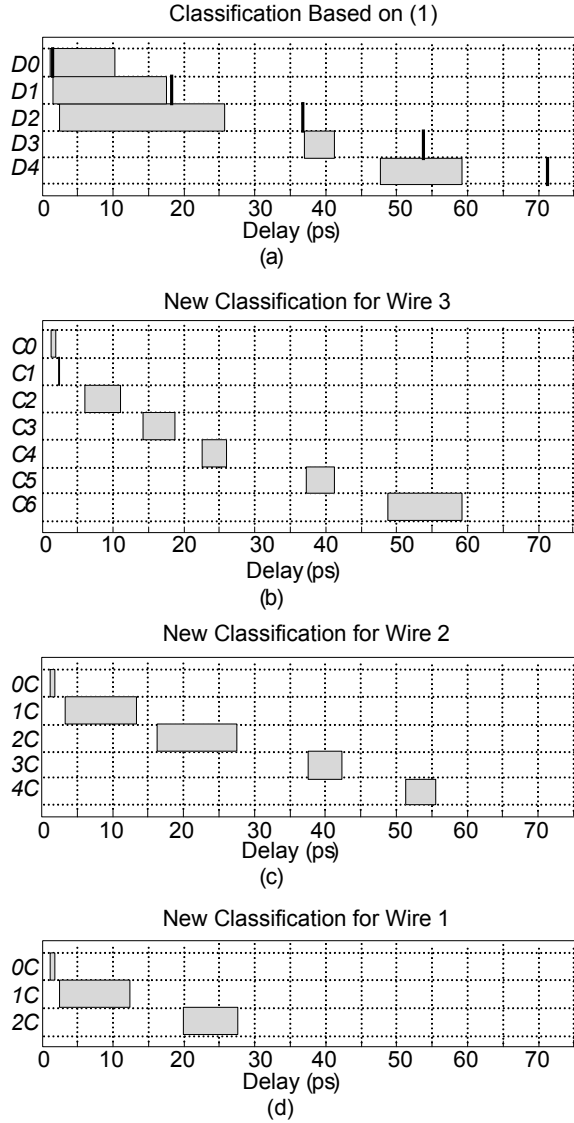 Classification Based on (1)
D0
D1
D2
D3
D4
0 10 20 30 40 50 60 70
Delay (ps)
(a)
New Classification for Wire 3
C0
C1
C2
C3
C4
C5
C6
0 10 20 30 40 50 60 70
Delay (ps)
(b)
New Classification for Wire 2
0C
1C
2C
3C
4C
0 10 20 30 40 50 60 70
Delay (ps)
(c)
New Classification for Wire 1
0C
1C
2C
0 10 20 30 40 50 60 70
Delay (ps)
(d)